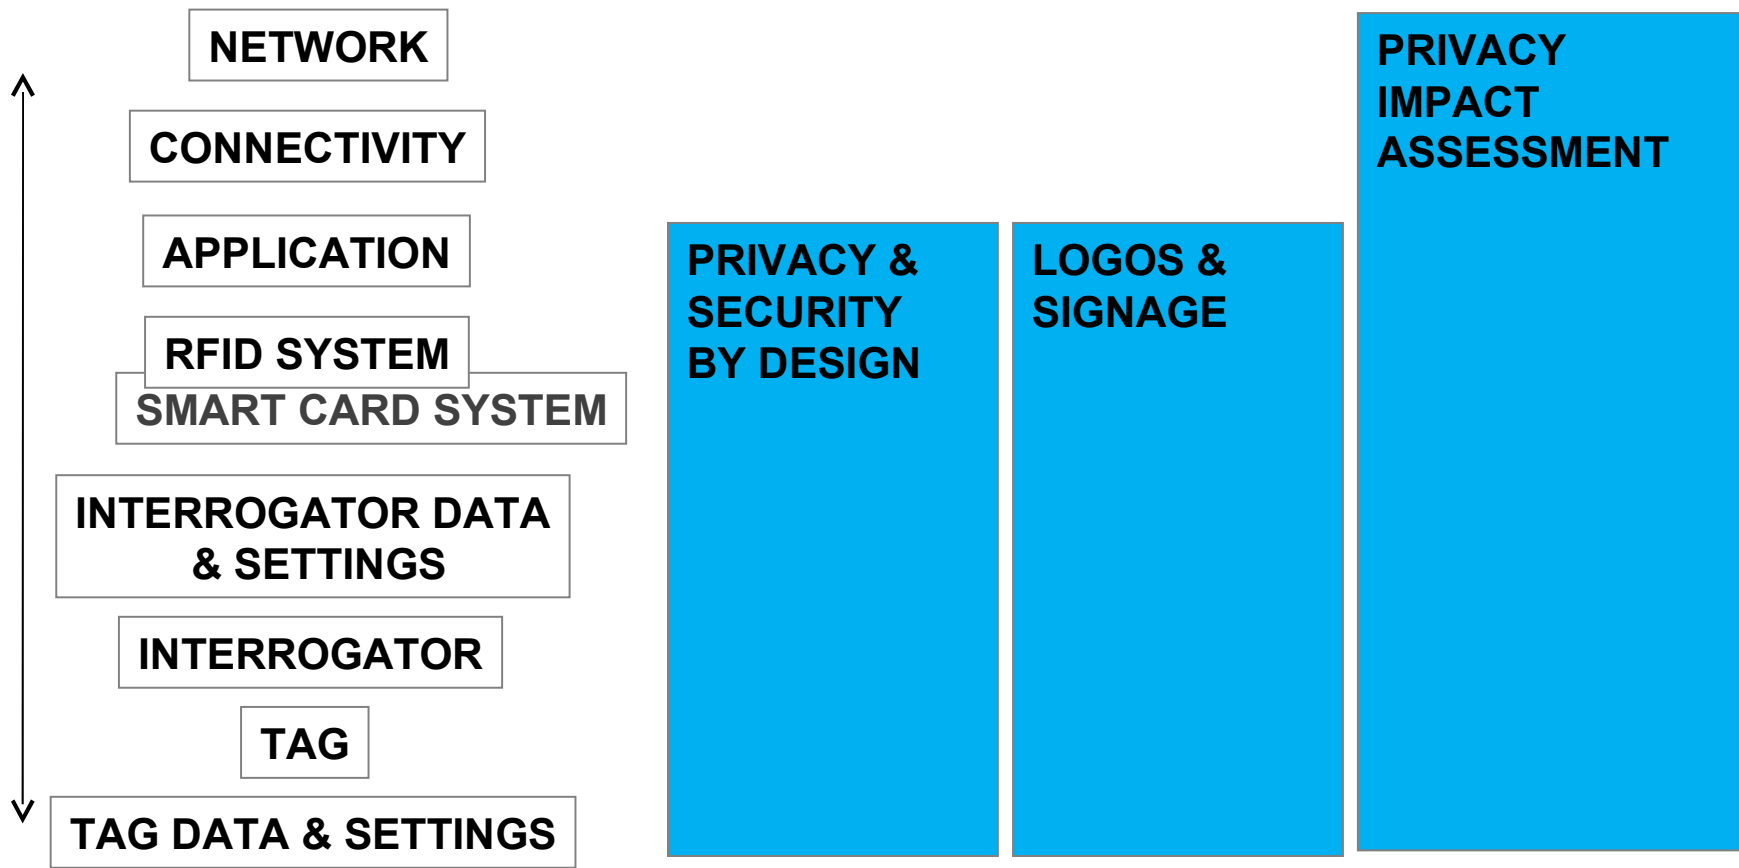 NETWORK
CONNECTIVITY
APPLICATION
RFID SYSTEM
SMART CARD SYSTEM
INTERROGATOR DATA
& SETTINGS
INTERROGATOR
TAG
TAG DATA & SETTINGS
PRIVACY &
SECURITY
BY DESIGN
LOGOS &
SIGNAGE
PRIVACY
IMPACT
ASSESSMENT